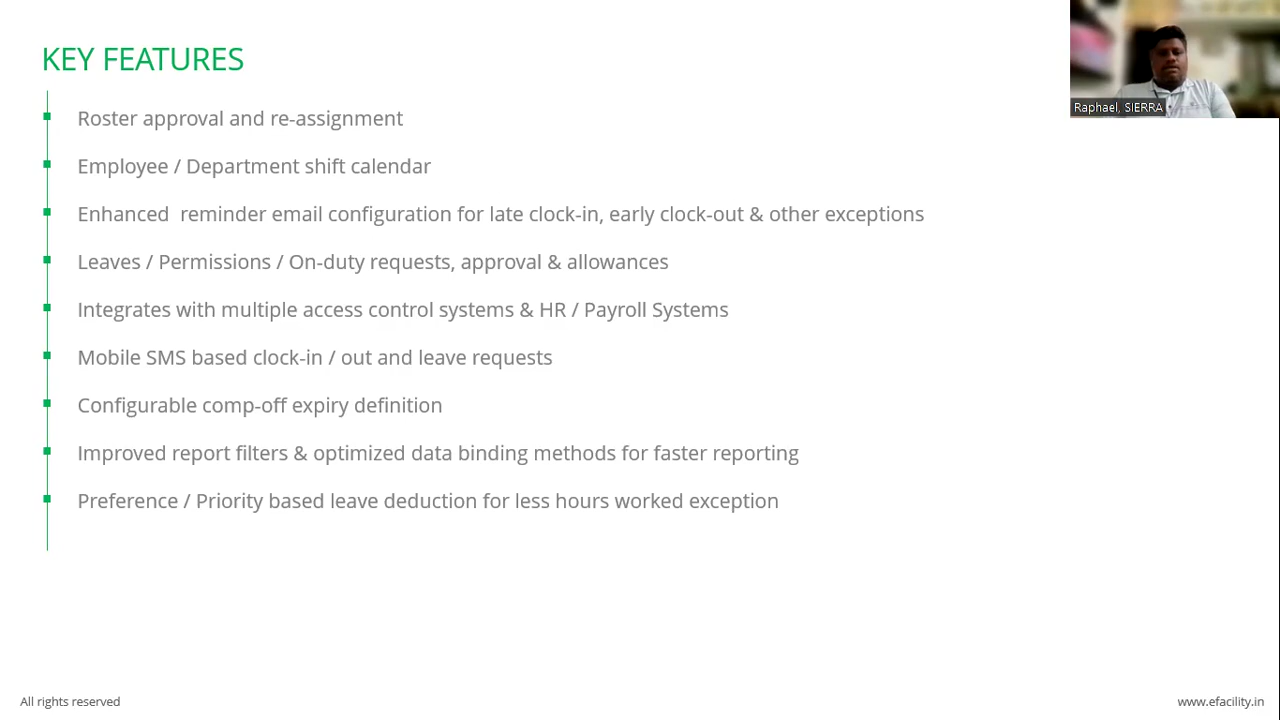 KEY FEATURES
Raphael, SIERRA
Roster approval and re-assignment
Employee / Department shift calendar
Enhanced  reminder email configuration for late clock-in, early clock-out & other exceptions
Leaves / Permissions / On-duty requests, approval & allowances
Integrates with multiple access control systems & HR / Payroll Systems
Mobile SMS based clock-in / out and leave requests
Configurable comp-off expiry definition
Improved report filters & optimized data binding methods for faster reporting
Preference / Priority based leave deduction for less hours worked exception
All rights reserved
www.efacility.in